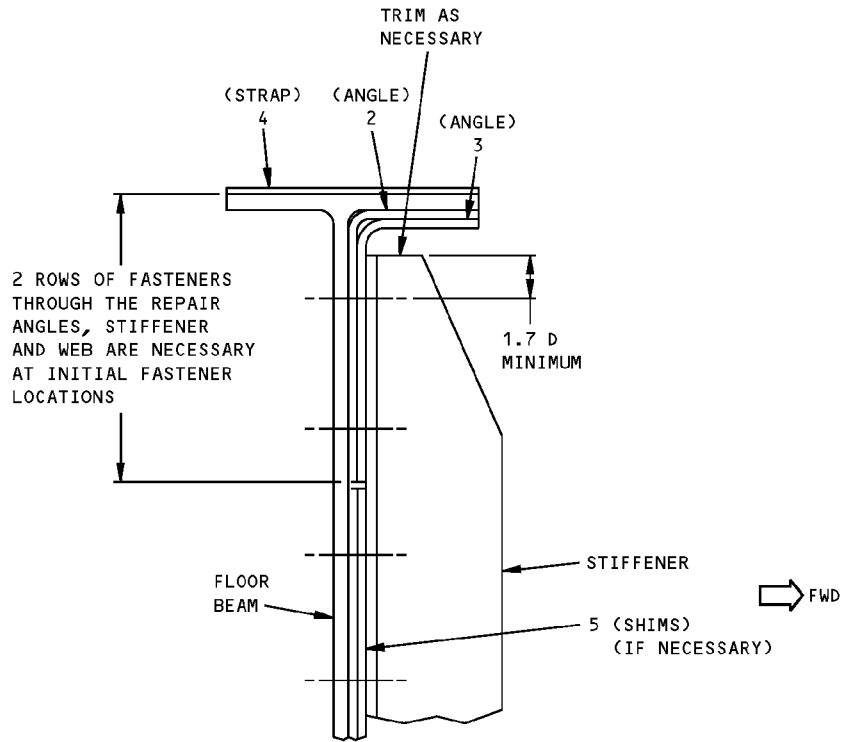 TRIM AS
NECESSARY
(STRAP)
4
(ANGLE)
2
(ANGLE)
3
2 ROWS OF FASTENERS
THROUGH THE REPAIR
ANGLES, STIFFENER
AND WEB ARE NECESSARY
AT INITIAL FASTENER
LOCATIONS
1.7 D
MINIMUM
STIFFENER
FLOOR
BEAM
FWD
5 (SHIMS)
(IF NECESSARY)